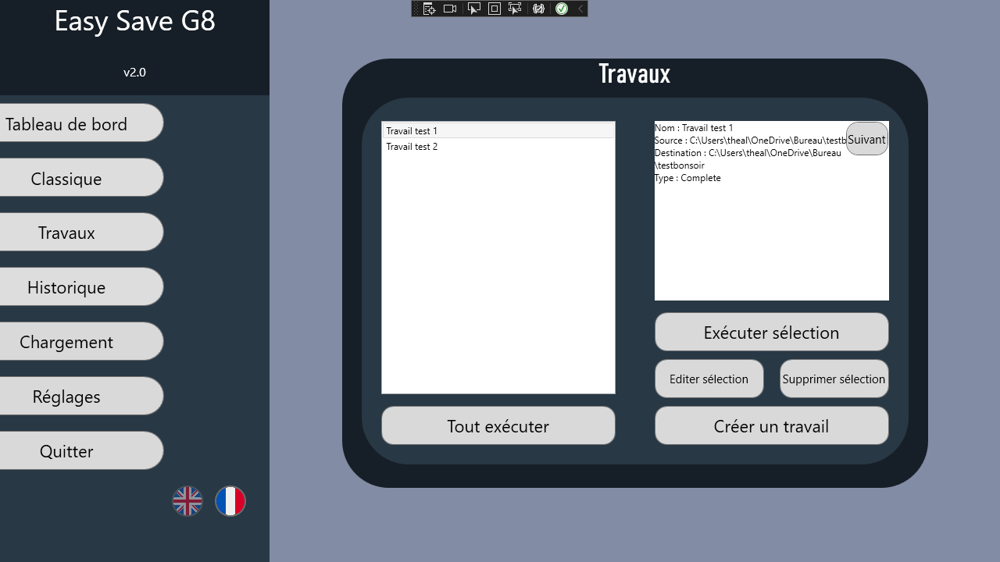 Easy Save G8
v2.0
Tableau de bord
Classique
Travaux
Historique
Chargement
Réglages
Quitter
Travaux
Travail test 1
Travail test 2
Tout exécuter
Nom : Travail test 1
Source : C:\Users\theal\OneDrive\Bureau\testb
Destination : C:\Users\theal\OneDrive\Bureau
\testbonsoir
Type : Complete
Suivant
Exécuter sélection
Editer sélection
Supprimer sélection
Créer un travail